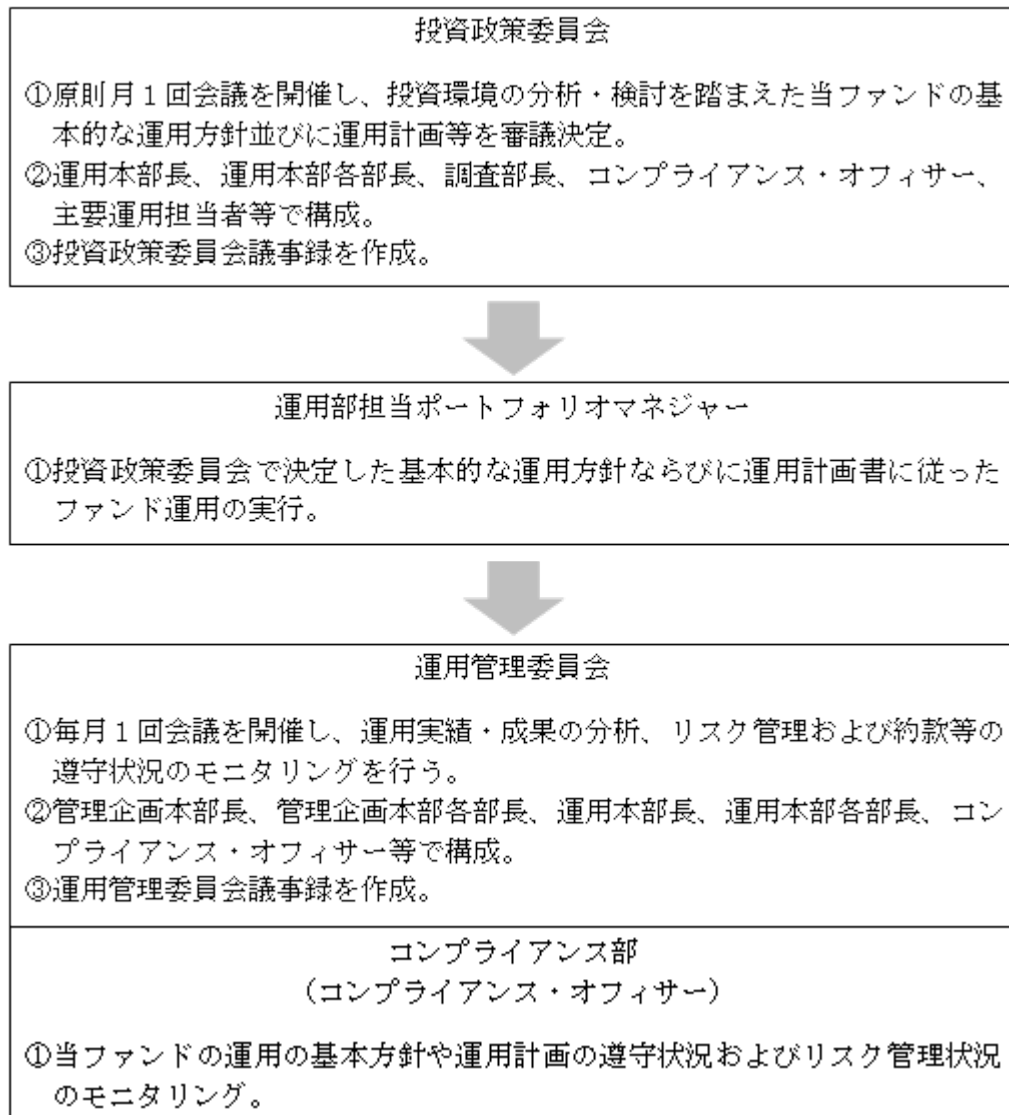 投資政策委員会
①原則月１回会議を開催し、投資環境の分析・検討を踏まえた当ファンドの基
本的な運用方針並びに運用計画等を審議決定。
②運用本部長、運用本部各部長、調査部長、コンプライアンス・オフィサー、
主要運用担当者等で構成。
③投資政策委員会議事録を作成。
運用部担当ポートフォリオマネジャー
①投資政策委員会で決定した基本的な運用方針ならびに運用計画書に従った
ファンド運用の実行。
運用管理委員会
①毎月１回会議を開催し、運用実績・成果の分析、リスク管理および約款等の
遵守状況のモニタリングを行う。
②管理企画本部長、管理企画本部各部長、運用本部長、運用本部各部長、コン
プライアンス・オフィサー等で構成。
③運用管理委員会議事録を作成。
コンプライアンス部
（コンプライアンス・オフィサー）
①当ファンドの運用の基本方針や運用計画の遵守状況およびリスク管理状況
のモニタリング。